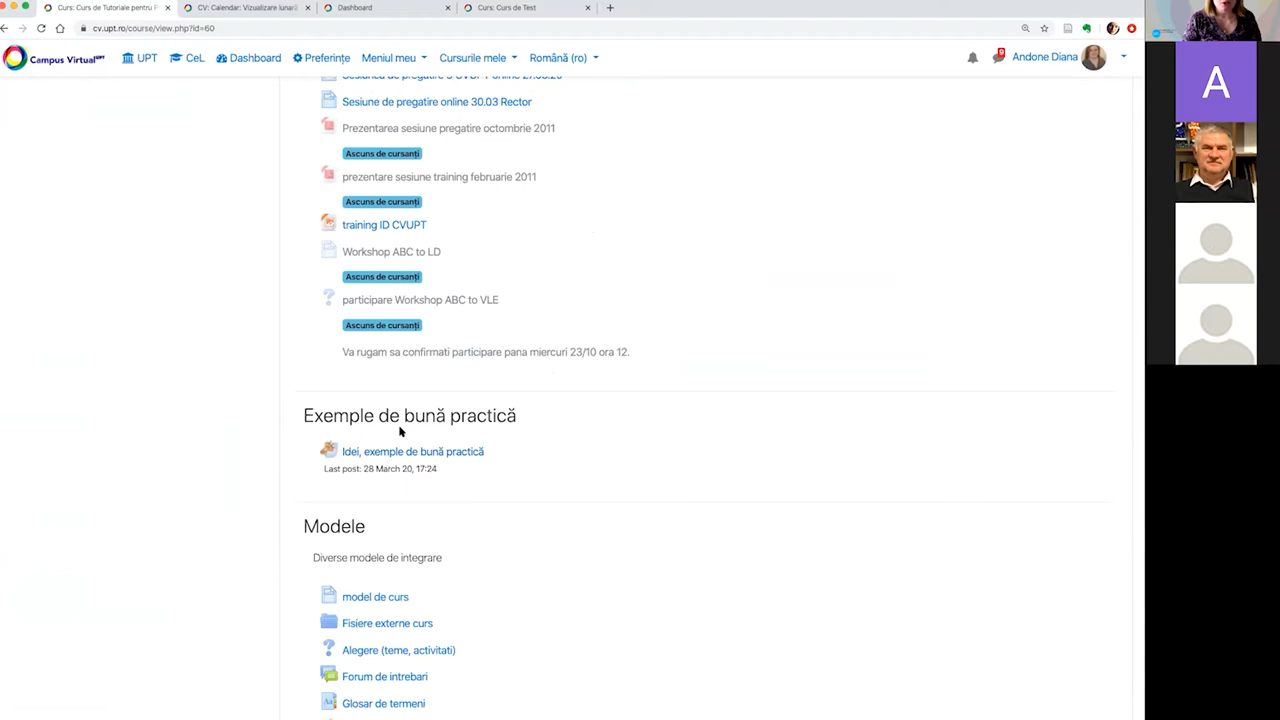 Curs: Curs de Tutoriale pentru P
CV: Calendar: Vizualizare lunară
Dashboard
Curs: Curs de Test
cv.upt.ro/course/view.php?id=60
Campus Virtual UPT
UPT
CeL
Dashboard
Preferințe
Meniul meu
Cursurile mele
Română (ro)
9
Andone Diana
A
Sesiune de pregatire online 30.03 Rector
Prezentarea sesiune pregatire octombrie 2011
Ascuns de cursanți
prezentare sesiune training februarie 2011
Ascuns de cursanți
training ID CVUPT
Workshop ABC to LD
Ascuns de cursanți
participare Workshop ABC to VLE
Ascuns de cursanți
Va rugam sa confirmati participare pana miercuri 23/10 ora 12.
Exemple de bună practică
Idei, exemple de bună practică
Last post: 28 March 20, 17:24
Modele
Diverse modele de integrare
model de curs
Fisiere externe curs
Alegere (teme, activitati)
Forum de intrebari
Glosar de termeni